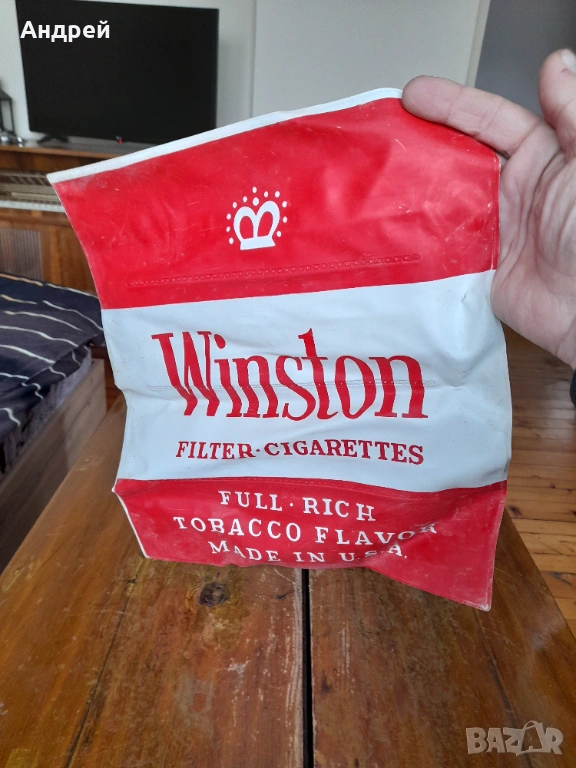 Андрей
Winston
FILTER·CIGARETTES
FULL·RICH
TOBACCO FLAVOR
MADE IN U.S.A.
BAZAR